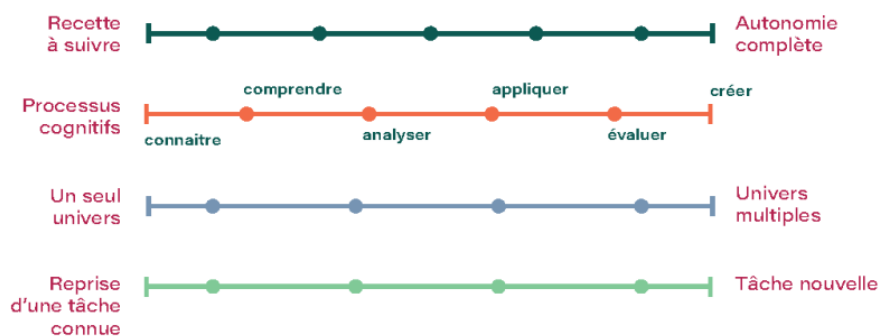 Recette
à suivre
Autonomie
complète
Processus
cognitifs
connaitre
comprendre
analyser
appliquer
évaluer
créer
Un seul
univers
Univers
multiples
Reprise
d'une tâche
connue
Tâche nouvelle